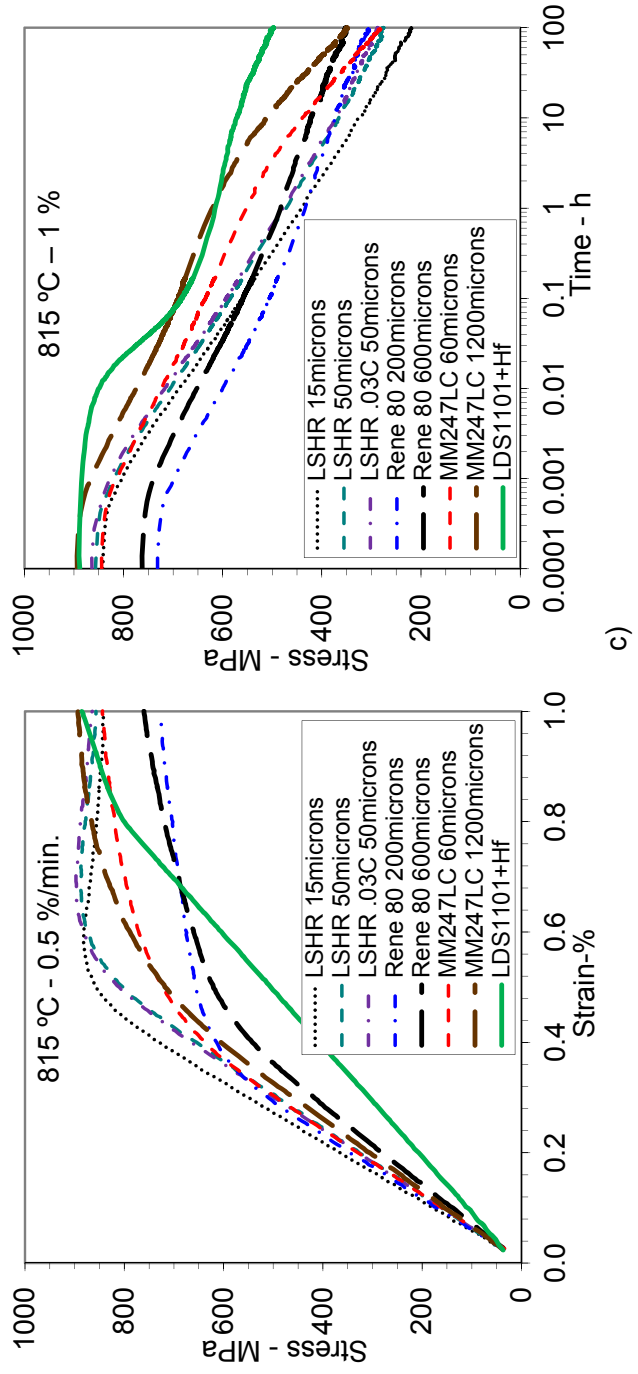 815 ºC - 0.5 %/min.
Stress - MPa
1000
800
600
400
200
0
LSHR 15microns
LSHR 50microns
LSHR .03C 50microns
Rene 80 200microns
Rene 80 600microns
MM247LC 60microns
MM247LC 1200microns
LDS1101+Hf
0.0
0.2
0.4
0.6
0.8
1.0
Strain-%
815 ºC – 1 %
Stress - MPa
1000
800
600
400
200
0
LSHR 15microns
LSHR 50microns
LSHR .03C 50microns
Rene 80 200microns
Rene 80 600microns
MM247LC 60microns
MM247LC 1200microns
LDS1101+Hf
0.0001
0.001
0.01
0.1
1
10
100
Time - h
c)